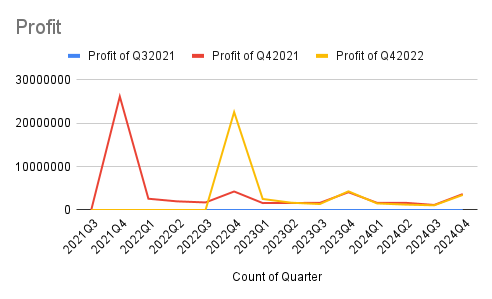 Profit
Profit of Q32021 Profit of Q42021 Profit of Q42022
30000000
20000000
10000000
0
2021Q3 2021Q4 2022Q1 2022Q2 2022Q3 2022Q4 2023Q1 2023Q2 2023Q3 2023Q4 2024Q1 2024Q2 2024Q3 2024Q4
Count of Quarter